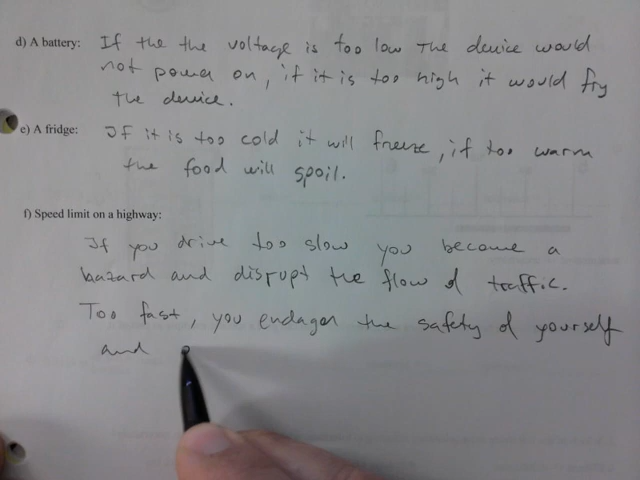 d) A battery: If the the voltage is too low The device would
not power on, if it is too high it would fry
the device.
e) A fridge: If it is too cold it will freeze, if too warm
the food will spoil.
f) Speed limit on a highway:
If you drive too slow you become a
hazard and disrupt the flow of traffic.
Too fast, you endager the safety of yourself
and